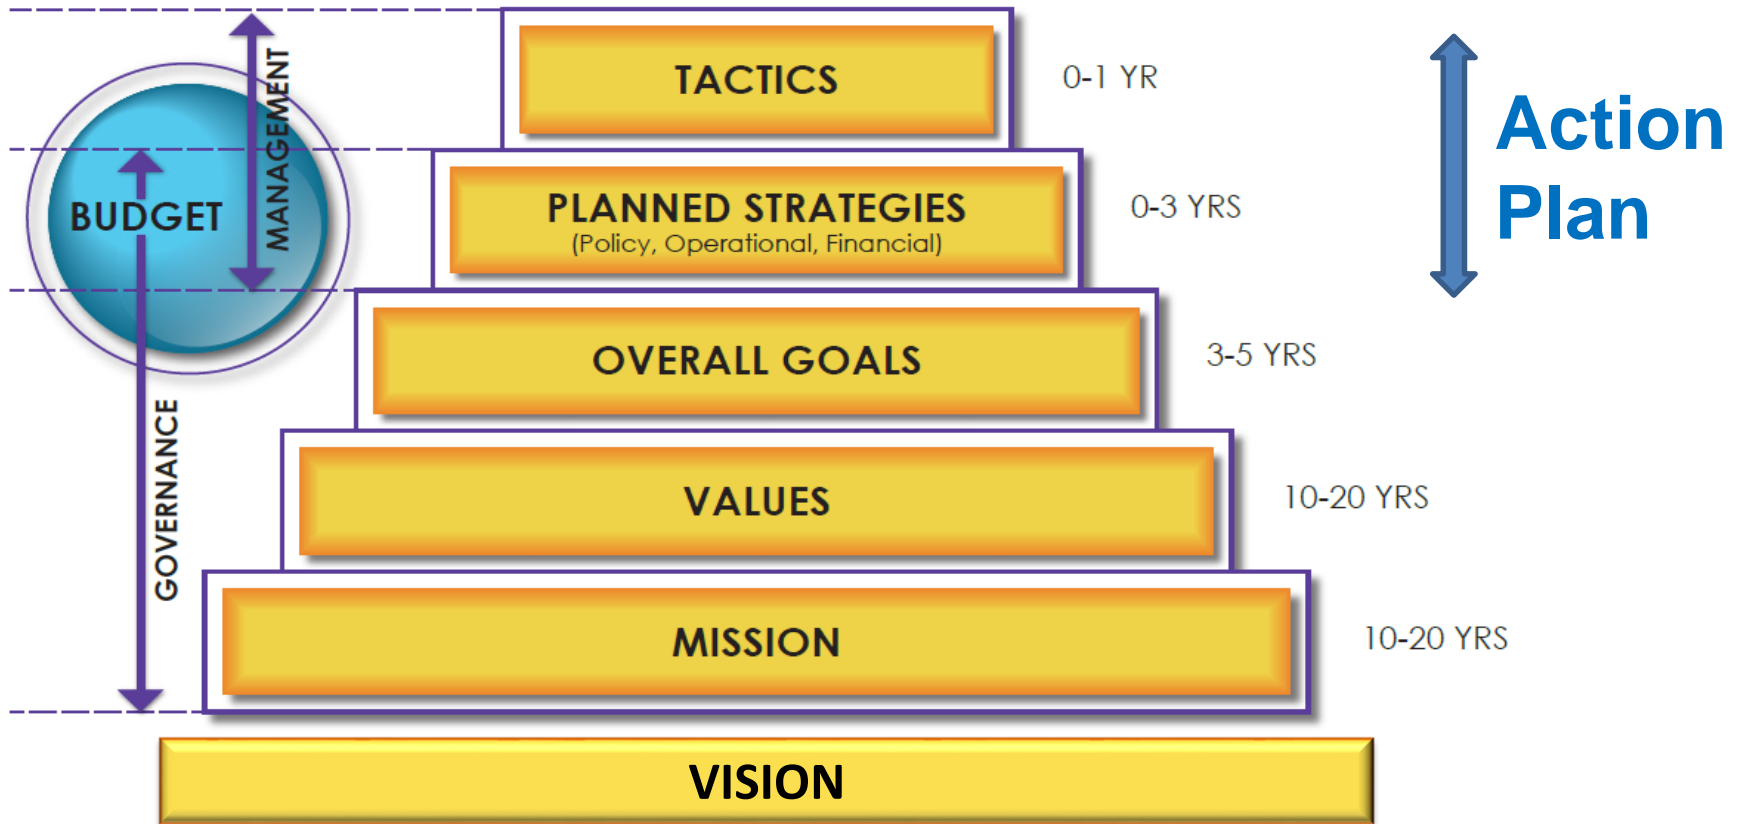 TACTICS
0-1 YR
Action
Plan
MANAGEMENT
BUDGET
PLANNED STRATEGIES
(Policy, Operational, Financial)
0-3 YRS
OVERALL GOALS
3-5 YRS
GOVERNANCE
VALUES
10-20 YRS
MISSION
10-20 YRS
VISION